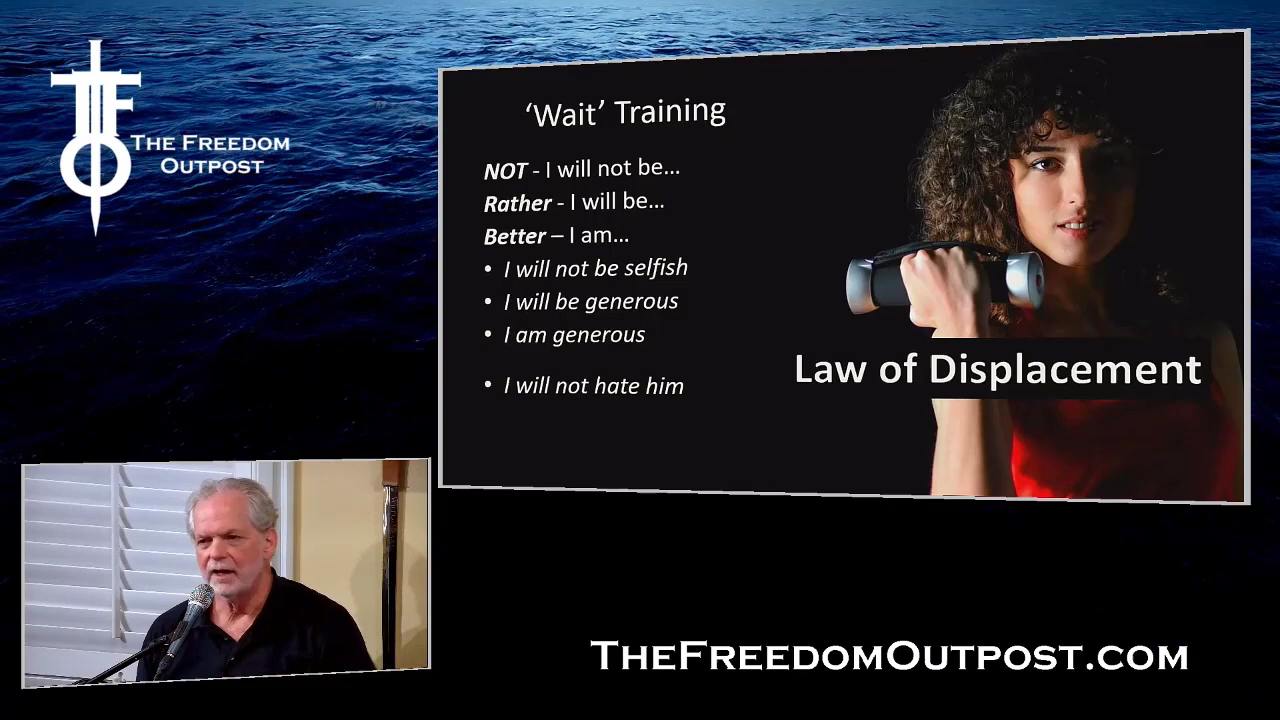 TF
The Freedom
Outpost
‘Wait’ Training
NOT - I will not be…
Rather - I will be…
Better – I am…
• I will not be selfish
• I will be generous
• I am generous
• I will not hate him
Law of Displacement
TheFreedomOutpost.com